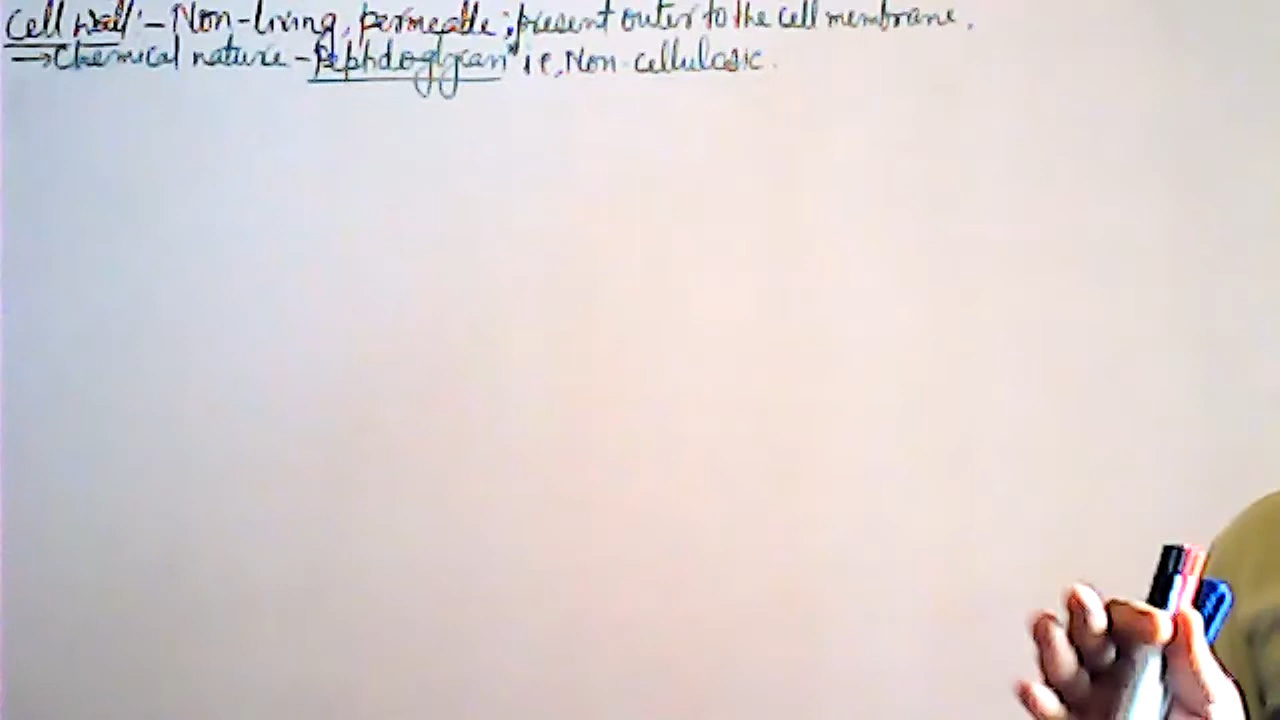 Cell wall :- Non-living, permeable ; present outer to the cell membrane.
→ Chemical nature - Peptidoglycan" i.e, Non-cellulosic.